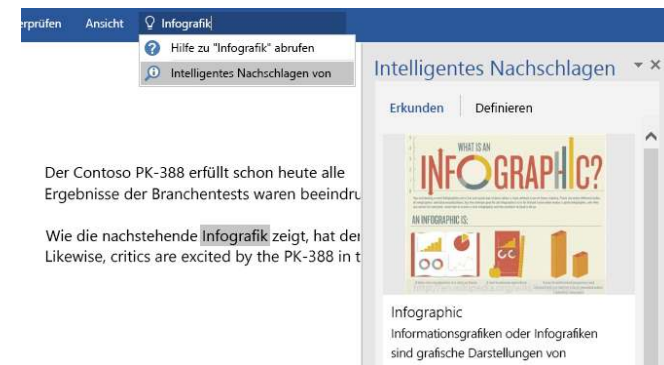 rprüfen Ansicht Infografik
Hilfe zu "Infografik" abrufen
Intelligentes Nachschlagen von
Intelligentes Nachschlagen
Erkunden Definieren
WHAT IS AN
INFOGRAPHIC?
AN INFOGRAPHIC IS:
Der Contoso PK-388 erfüllt schon heute alle
Ergebnisse der Branchentests waren beeindru
Wie die nachstehende Infografik zeigt, hat der
Likewise, critics are excited by the PK-388 in t
Infographic
Informationsgrafiken oder Infografiken
sind grafische Darstellungen von